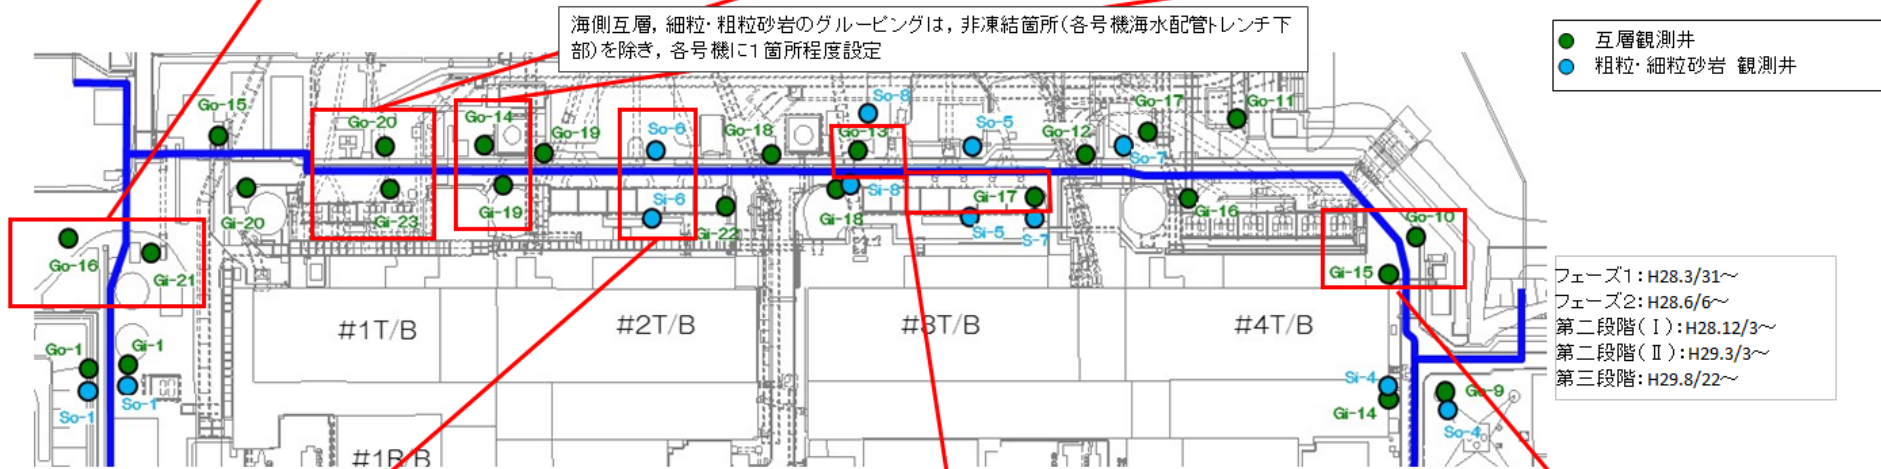 海側互層，細粒・粗粒砂岩のグルーピングは，非凍結箇所（各号機海水配管トレンチ下
部）を除き，各号機に1箇所程度設定
互層観測井
粗粒・細粒砂岩 観測井
So-8
Go-15
Go-20
Go-14
Go-19
So-6
Go-18
Go-13
So-5
Go-12
Go-17
So-7
Go-11
Gi-20
Gi-23
Gi-19
Si-6
Gi-22
Gi-18
Si-8
Gi-17
Si-5
S-7
Gi-16
Go-10
Go-16
Gi-21
Gi-15
フェーズ1：H28.3/31～
フェーズ2：H28.6/6～
第二段階（Ⅰ）：H28.12/3～
第二段階（Ⅱ）：H29.3/3～
第三段階：H29.8/22～
#1T/B
#2T/B
#3T/B
#4T/B
Go-1
Gi-1
So-1
So-1
Si-4
Gi-14
Go-9
So-4
#1R/B